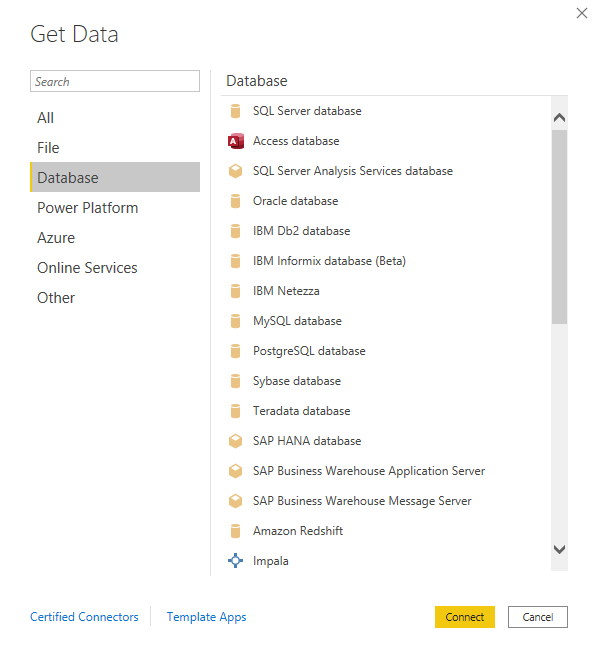 Get Data
Search
All
File
Database
Power Platform
Azure
Online Services
Other
Database
SQL Server database
A Access database
SQL Server Analysis Services database
Oracle database
IBM Db2 database
IBM Informix database (Beta)
IBM Netezza
MySQL database
PostgreSQL database
Sybase database
Teradata database
SAP HANA database
SAP Business Warehouse Application Server
SAP Business Warehouse Message Server
Amazon Redshift
Impala
Certified Connectors
Template Apps
Connect
Cancel